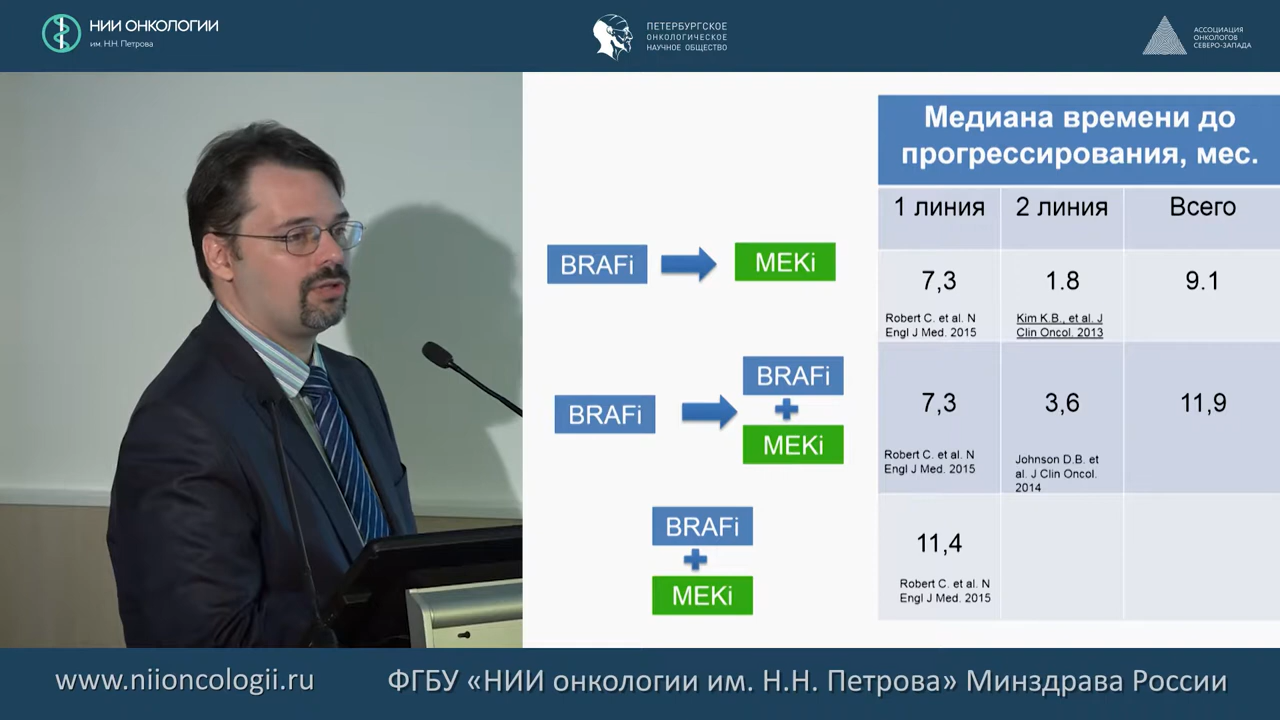 НИИ ОНКОЛОГИИ
им. Н.Н. Петрова
ПЕТЕРБУРГСКОЕ
ОНКОЛОГИЧЕСКОЕ
НАУЧНОЕ ОБЩЕСТВО
АССОЦИАЦИЯ
ОНКОЛОГОВ
СЕВЕРО-ЗАПАДА
Медиана времени до
прогрессирования, мес.
1 линия 2 линия Всего
BRAFi MEKi
7,3 1.8 9.1
Robert C. et al. N
Engl J Med. 2015
Kim K.B., et al. J
Clin Oncol. 2013
BRAFi
BRAFi
+
MEKi
7,3 3,6 11,9
Robert C. et al. N
Engl J Med. 2015
Johnson D.B. et
al. J Clin Oncol.
2014
BRAFi
+
MEKi
11,4
Robert C. et al. N
Engl J Med. 2015
www.niioncologii.ru
ФГБУ «НИИ онкологии им. Н.Н. Петрова» Минздрава России